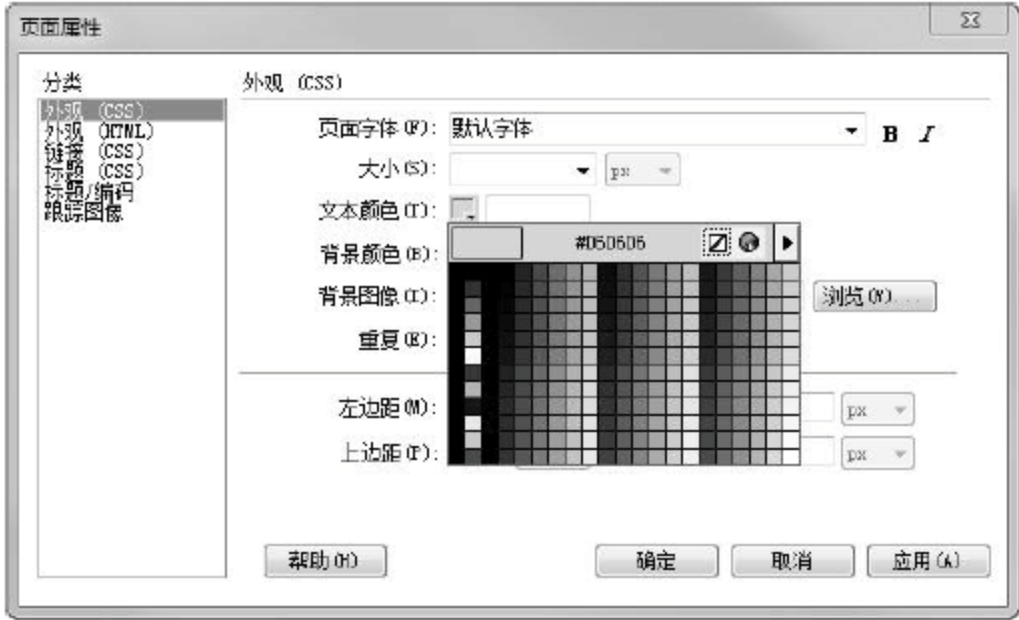 页面属性
分类
外观 (CSS)
外观 (HTML)
链接 (CSS)
标题 (CSS)
标题/编码
跟踪图像
外观 (CSS)
页面字体(F): 默认字体 B I
大小(S): px
文本颜色(T):
#D6D6D6
背景颜色(B):
背景图像(I): 浏览(W)...
重复(E):
左边距(M): px
上边距(P): px
帮助(H) 确定 取消 应用(A)